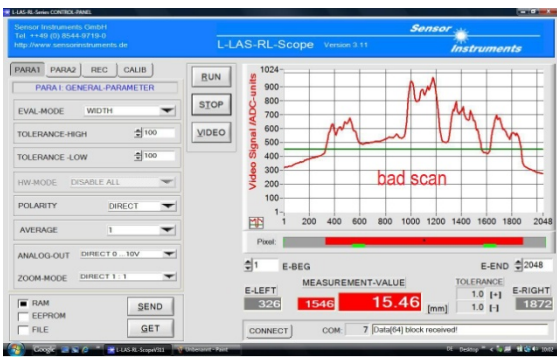 L-LAS-RL-Series CONTROL-PANEL
Sensor Instruments GmbH
Tel. ++49 (0) 8544-9719-0
http://www.sensorinstruments.de
L-LAS-RL-Scope Version 3.11
Sensor
Instruments
PARA1 PARA2 REC CALIB
PARA I: GENERAL-PARAMETER
EVAL-MODE WIDTH
TOLERANCE-HIGH 100
TOLERANCE -LOW 100
HW-MODE DISABLE ALL
POLARITY DIRECT
AVERAGE 1
ANALOG-OUT DIRECT 0 ... 10V
ZOOM-MODE DIRECT 1 : 1
RAM
EEPROM
FILE
SEND
GET
RUN
STOP
VIDEO
Video Signal /ADC-units
1024
900
800
700
600
500
400
300
200
100
1
1 200 400 600 800 1000 1200 1400 1600 1800 2048
bad scan
Pixel:
1 E-BEG
E-END 2048
E-LEFT
326
MEASUREMENT-VALUE
1546 15.46 [mm]
TOLERANCE
1.0 [+]
1.0 [-]
E-RIGHT
1872
CONNECT COM: 7 Data[64] block received!
Google
L-LAS-RL-ScopeV311
Unbenannt - Paint
DE Desktop
10:02